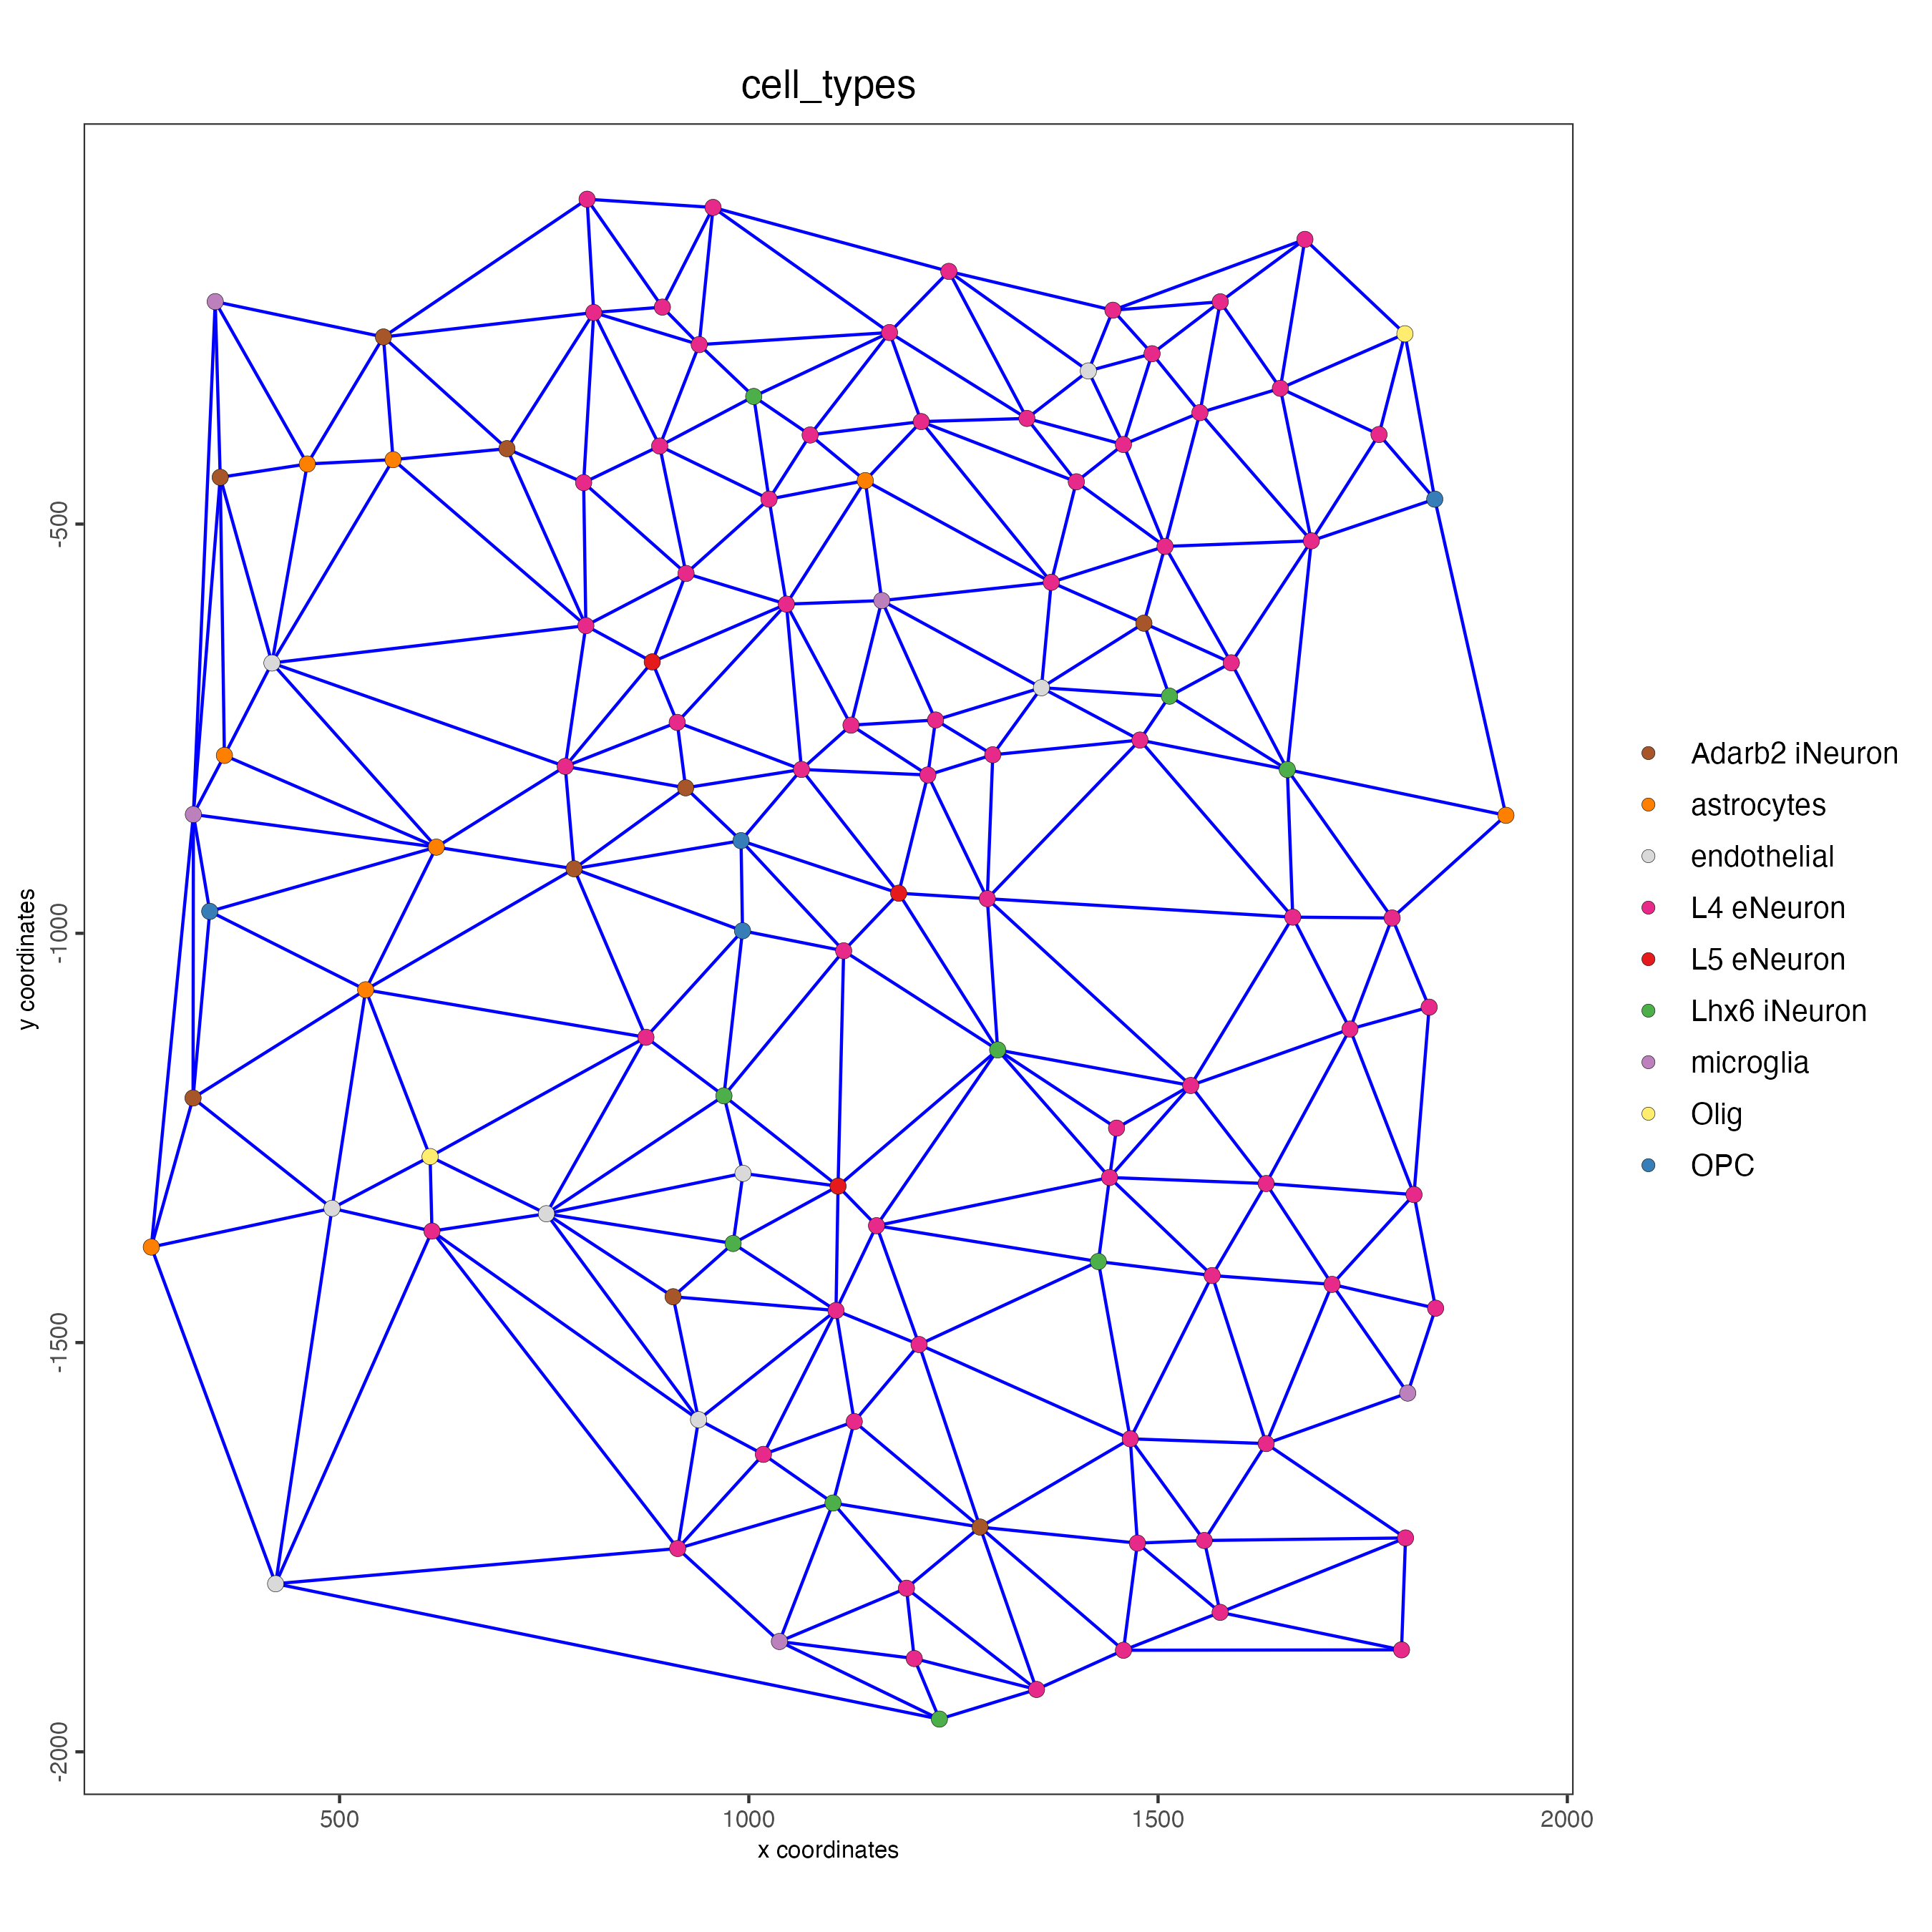 cell_types
y coordinates
-500
-1000
-1500
-2000
500
1000
1500
2000
x coordinates
Adarb2 iNeuron
astrocytes
endothelial
L4 eNeuron
L5 eNeuron
Lhx6 iNeuron
microglia
Olig
OPC